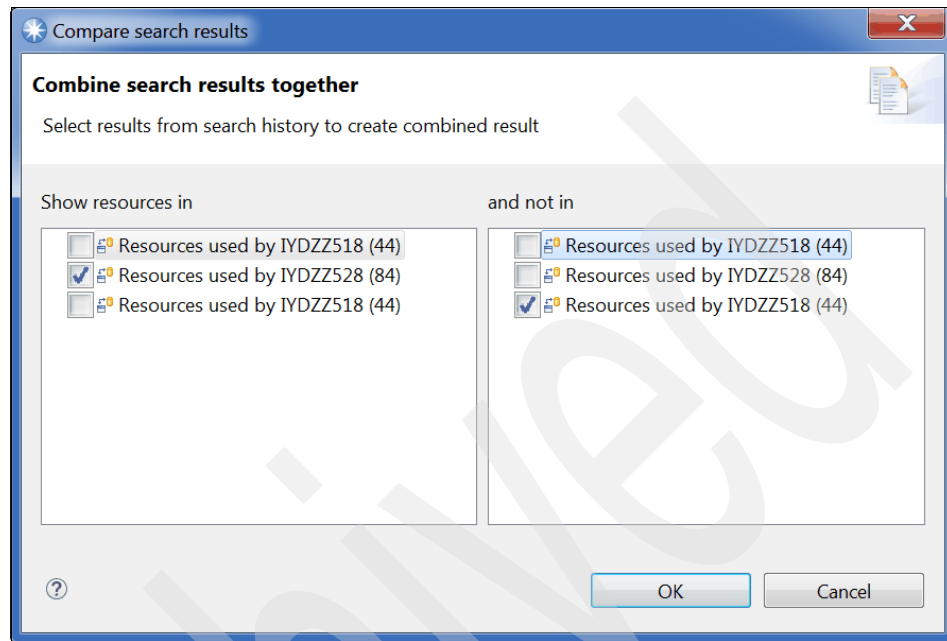 Compare search results
Combine search results together
Select results from search history to create combined result
Show resources in
and not in
Resources used by IYDZZ518 (44)
Resources used by IYDZZ528 (84)
Resources used by IYDZZ518 (44)
Resources used by IYDZZ518 (44)
Resources used by IYDZZ528 (84)
Resources used by IYDZZ518 (44)
OK
Cancel